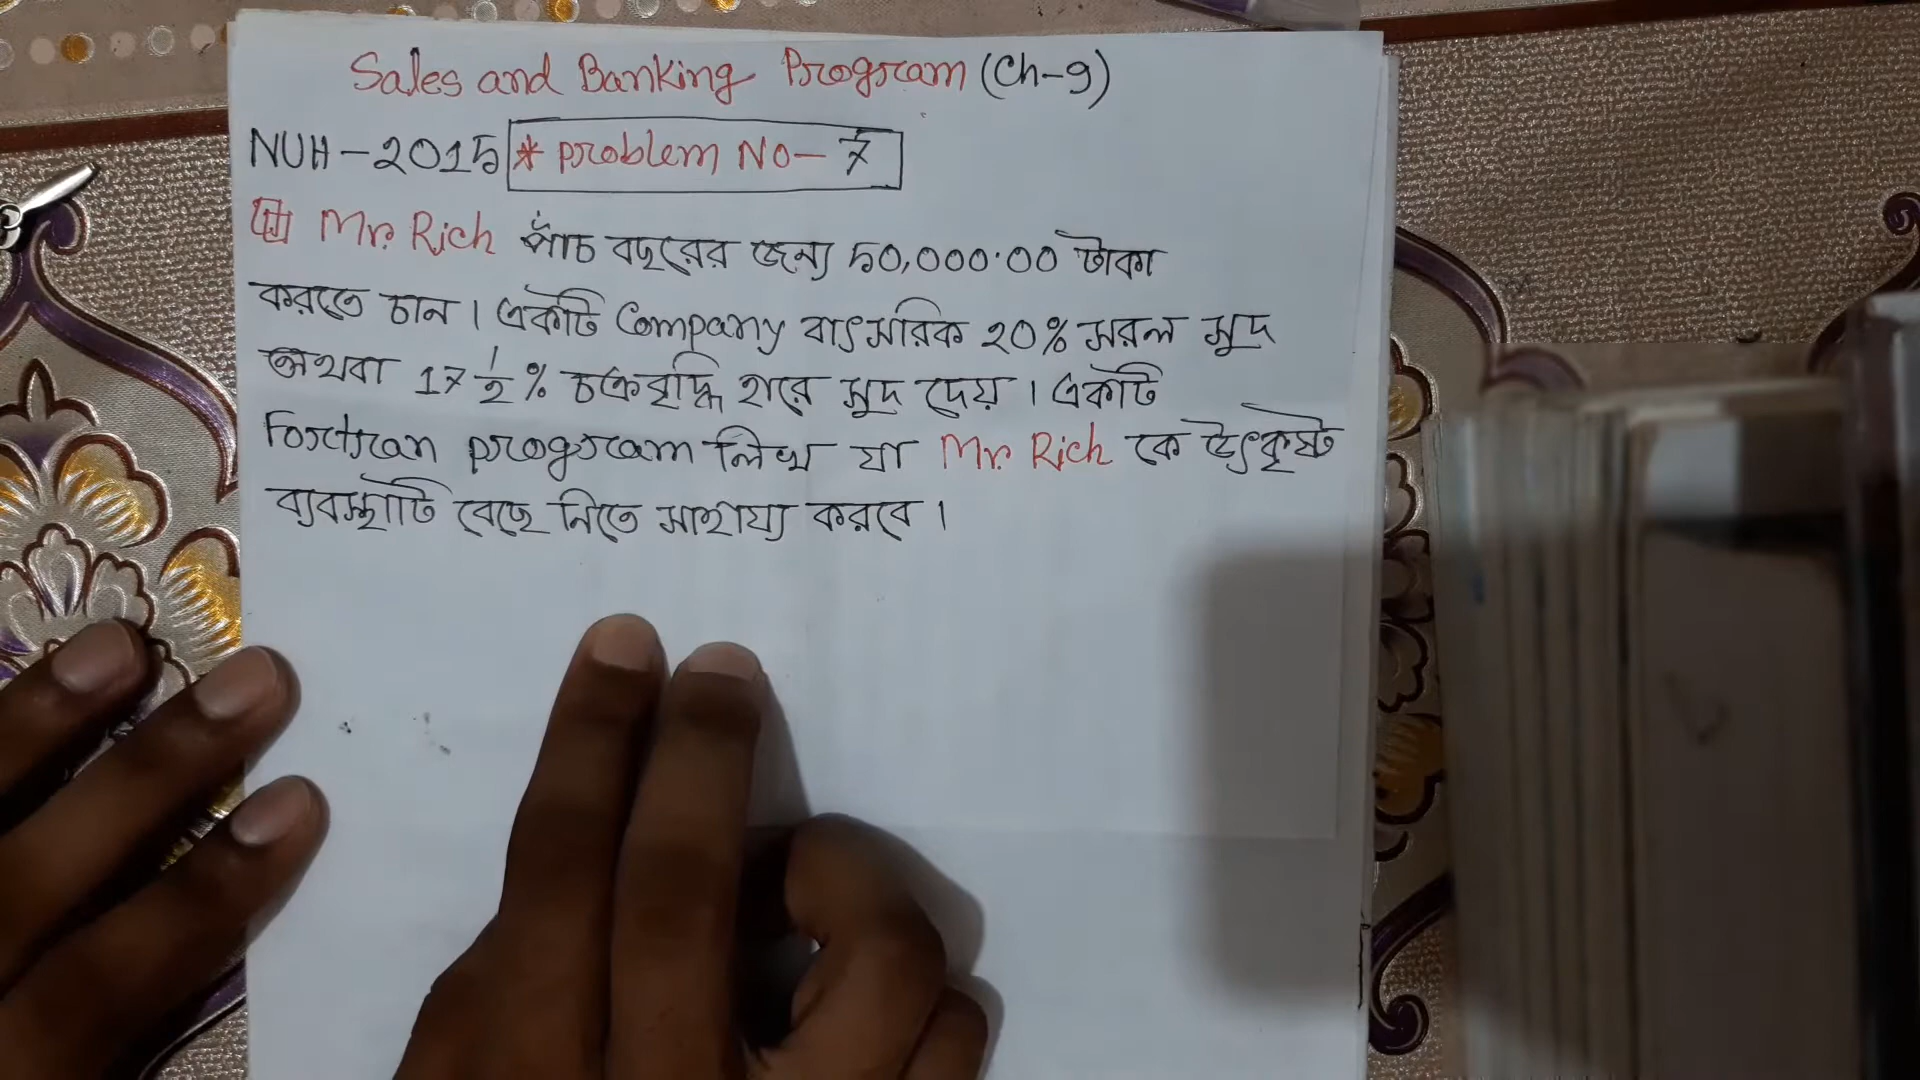 Sales and Banking Program (Ch-9)
NUH-2015 * problem NO- 7
Mr. Rich পাঁচ বছরের জন্য 50,000.00 টাকা
করতে চান। একটি Company বাৎসরিক 20% সরল সুদ
অথবা 17 1/2 % চক্রবৃদ্ধি হারে সুদ দেয়। একটি
Fortran program লিখ যা Mr. Rich কে উৎকৃষ্ট
ব্যবস্থাটি বেছে নিতে সাহায্য করবে।